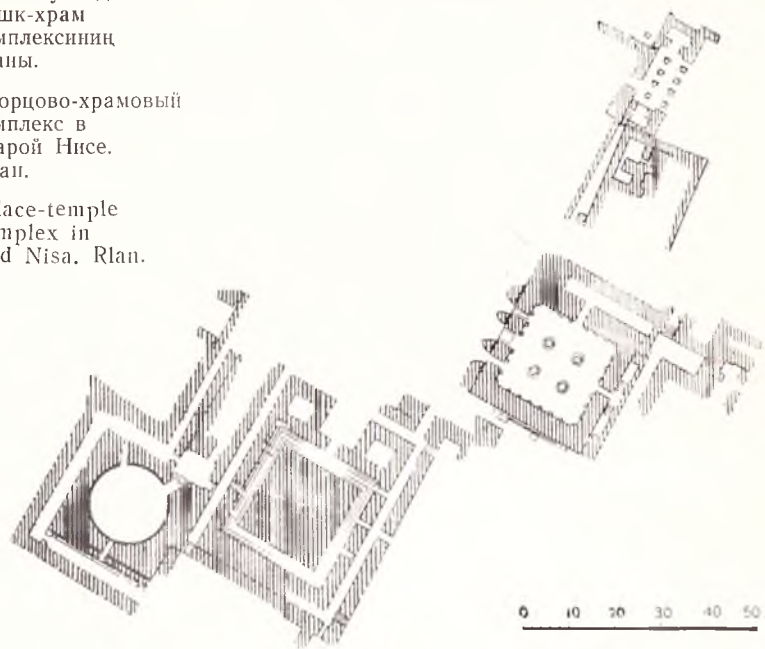 шк-храм
мплексиниң
аны.
орцово-храмовый
мплекс в
арой Нисе.
ан.
lace-temple
mplex in
d Nisa. Rlan.
0 10 20 30 40 50